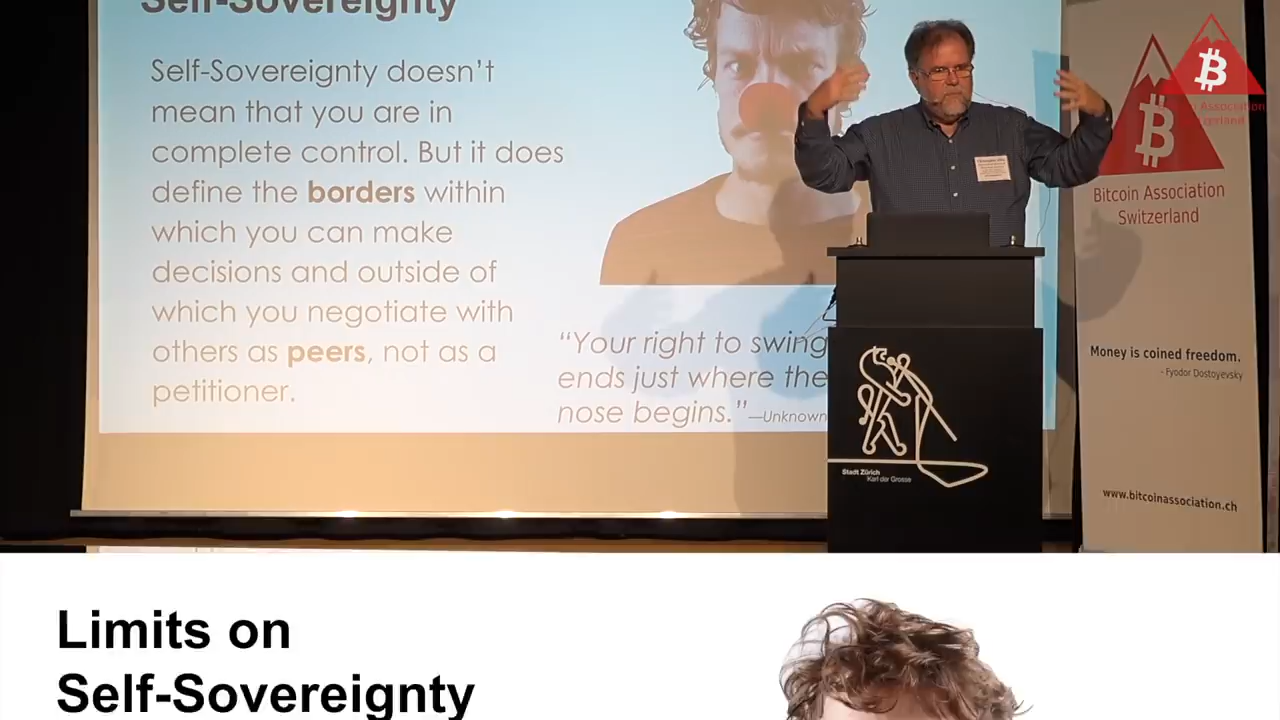 Self-Sovereignty
Self-Sovereignty doesn't
mean that you are in
complete control. But it does
define the borders within
which you can make
decisions and outside of
which you negotiate with
others as peers, not as a
petitioner.
“Your right to swing
ends just where the
nose begins.”—Unknown
Bitcoin Association
Switzerland
Money is coined freedom.
- Fyodor Dostoyevsky
www.bitcoinassociation.ch
Stadt Zürich
Karl der Grosse
Limits on
Self-Sovereignty